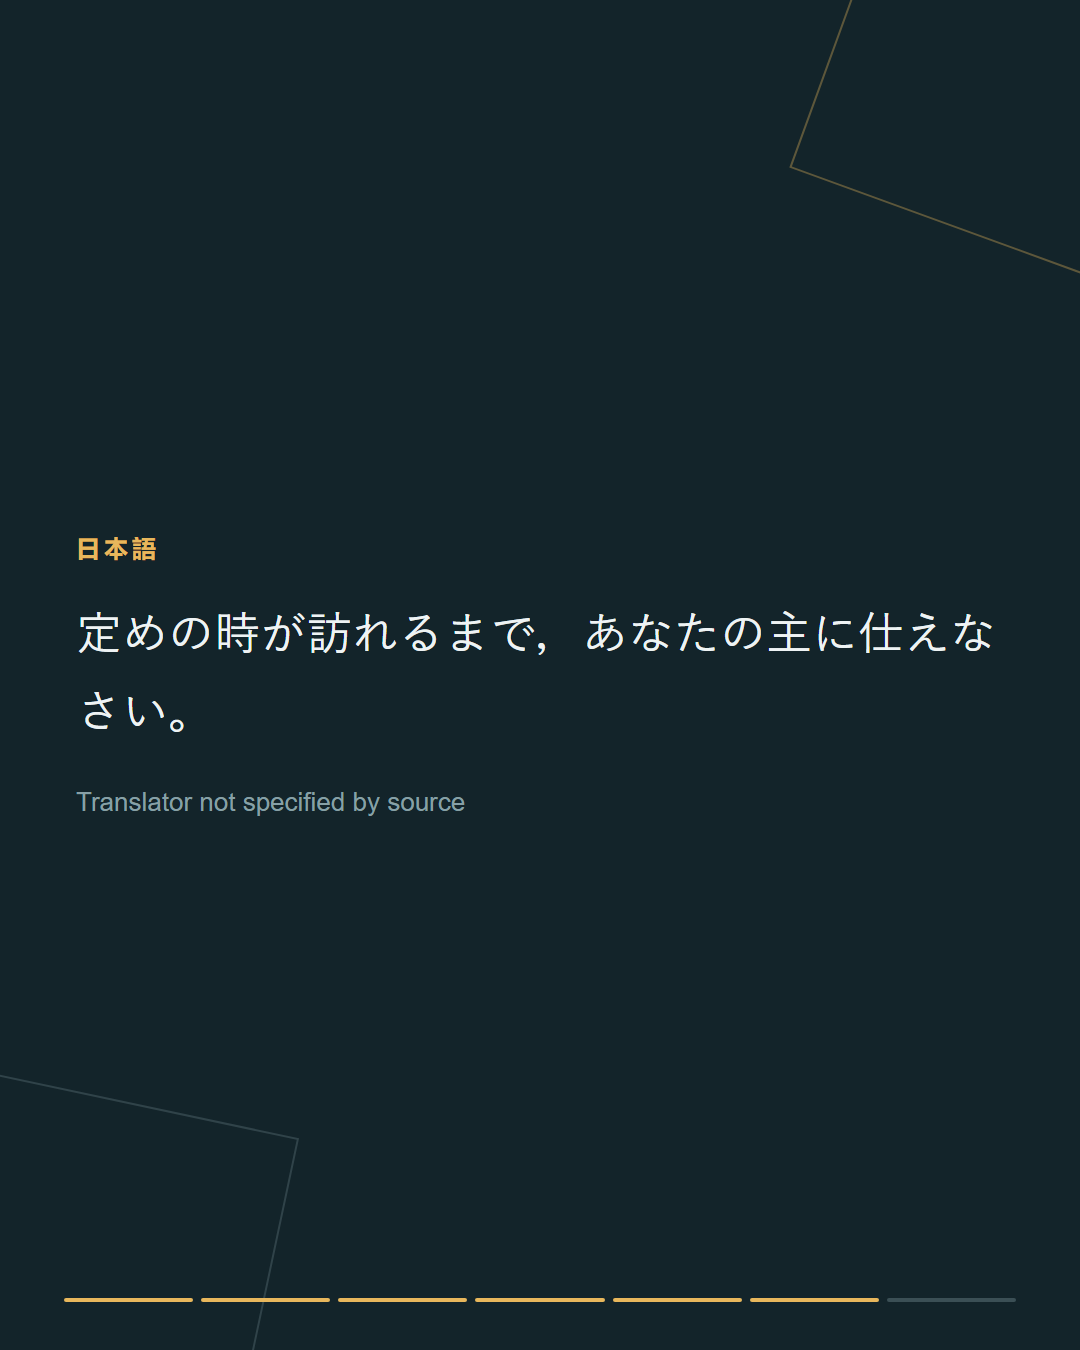 日本語
定めの時が訪れるまで，あなたの主に仕えな
さい。
Translator not specified by source